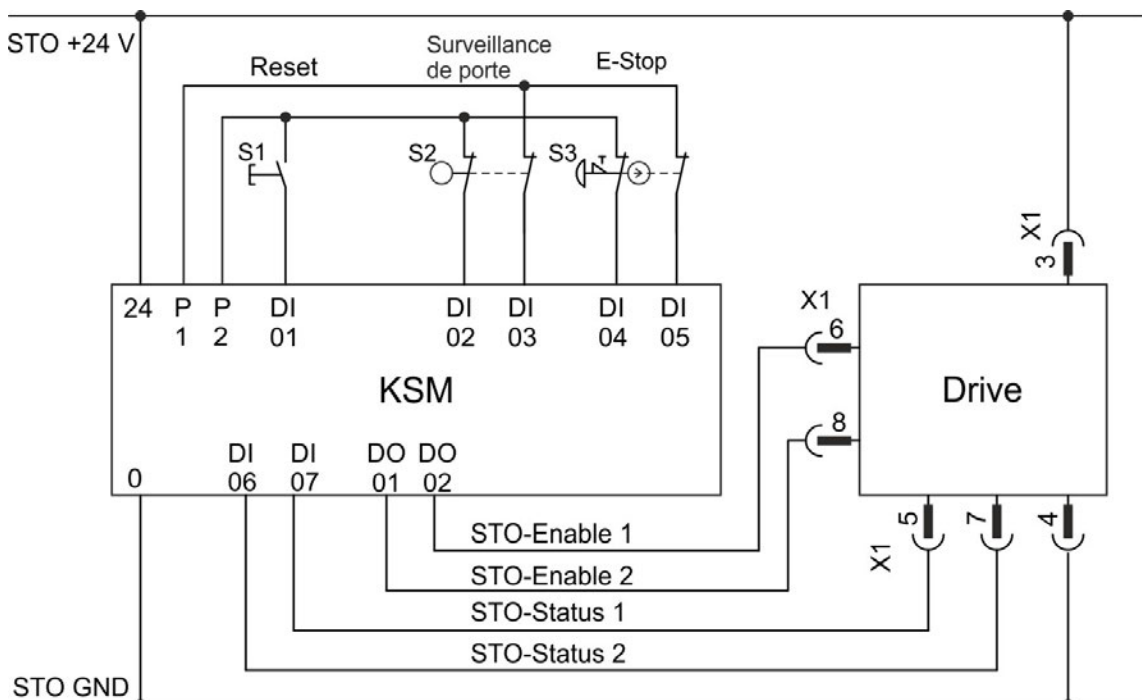 STO +24 V
Reset
Surveillance
de porte
E-Stop
S1
S2
S3
X1
3
24 P P DI DI DI DI DI
1 2 01 02 03 04 05
X1
6
KSM
Drive
8
DI DI DO DO
0 06 07 01 02
5 7 4
X1
STO-Enable 1
STO-Enable 2
STO-Status 1
STO-Status 2
STO GND